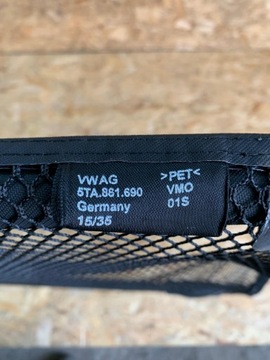 VWAG >PET<
5TA.861.690 VMO
Germany 01S
15/35